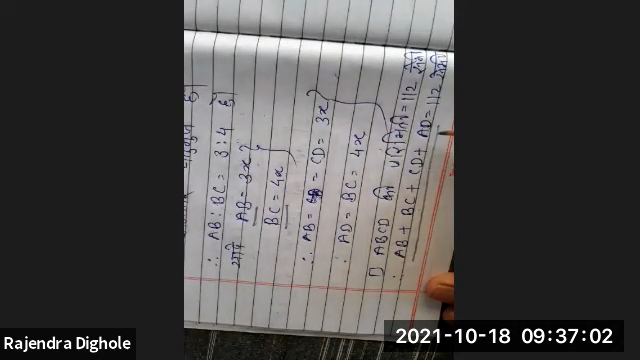 ∴ AB : BC = 3 : 4 है
माना AB = 3x
BC = 4x
∴ AB = CD = 3x
∴ AD = BC = 4x
□ ABCD की परिमिती = 112 सेमी
∴ AB + BC + CD + AD = 112 सेमी
Rajendra Dighole
2021-10-18 09:37:02